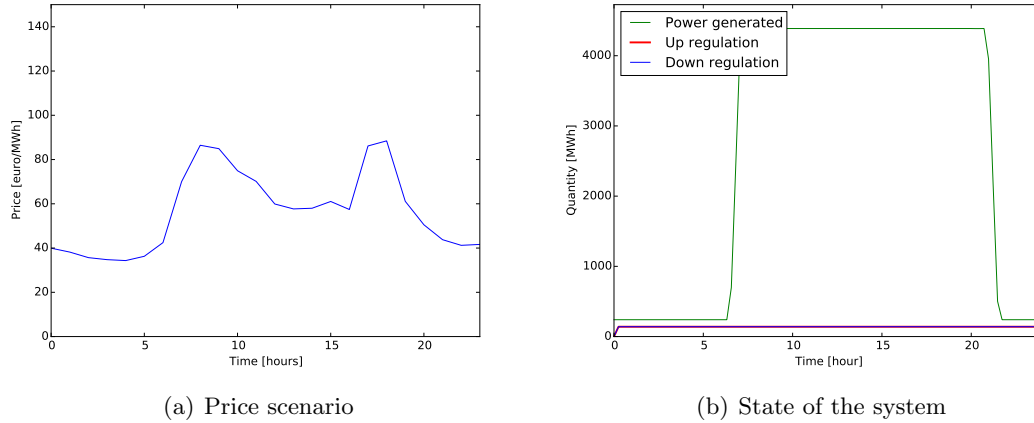 140
120
100
80
60
40
20
0
Price [euro/MWh]
0 5 10 15 20
Time [hours]
(a) Price scenario
Power generated
Up regulation
Down regulation
4000
3000
2000
1000
0
Quantity [MWh]
0 5 10 15 20
Time [hour]
(b) State of the system